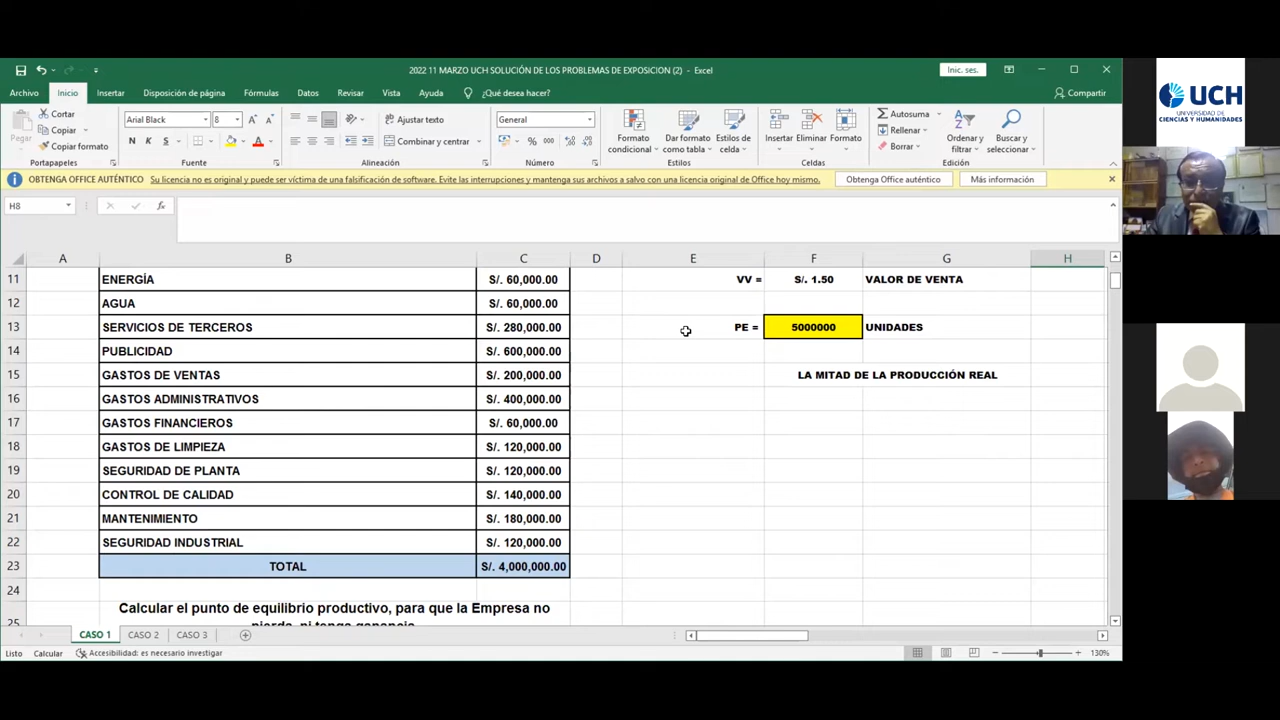 2022 11 MARZO UCH SOLUCIÓN DE LOS PROBLEMAS DE EXPOSICION (2) - Excel
Inic. ses.
Archivo Inicio Insertar Disposición de página Fórmulas Datos Revisar Vista Ayuda ¿Qué desea hacer? Compartir
Pegar
Cortar
Copiar
Copiar formato
Portapapeles
Arial Black 8
N K S
Fuente
Ajustar texto
Combinar y centrar
Alineación
General
% 000
Número
Formato condicional
Dar formato como tabla
Estilos de celda
Estilos
Insertar Eliminar Formato
Celdas
Autosuma
Rellenar
Borrar
Ordenar y filtrar
Buscar y seleccionar
Edición
OBTENGA OFFICE AUTÉNTICO Su licencia no es original y puede ser víctima de una falsificación de software. Evite las interrupciones y mantenga sus archivos a salvo con una licencia original de Office hoy mismo. Obtenga Office auténtico Más información
H8 fx
A B C D E F G H
11 ENERGÍA S/. 60,000.00 VV = S/. 1.50 VALOR DE VENTA
12 AGUA S/. 60,000.00
13 SERVICIOS DE TERCEROS S/. 280,000.00 PE = 5000000 UNIDADES
14 PUBLICIDAD S/. 600,000.00
15 GASTOS DE VENTAS S/. 200,000.00 LA MITAD DE LA PRODUCCIÓN REAL
16 GASTOS ADMINISTRATIVOS S/. 400,000.00
17 GASTOS FINANCIEROS S/. 60,000.00
18 GASTOS DE LIMPIEZA S/. 120,000.00
19 SEGURIDAD DE PLANTA S/. 120,000.00
20 CONTROL DE CALIDAD S/. 140,000.00
21 MANTENIMIENTO S/. 180,000.00
22 SEGURIDAD INDUSTRIAL S/. 120,000.00
23 TOTAL S/. 4,000,000.00
24
Calcular el punto de equilibrio productivo, para que la Empresa no
25 pierda, ni tenga ganancia
CASO 1 CASO 2 CASO 3
Listo Calcular Accesibilidad: es necesario investigar 130%
UCH
UNIVERSIDAD DE
CIENCIAS Y HUMANIDADES